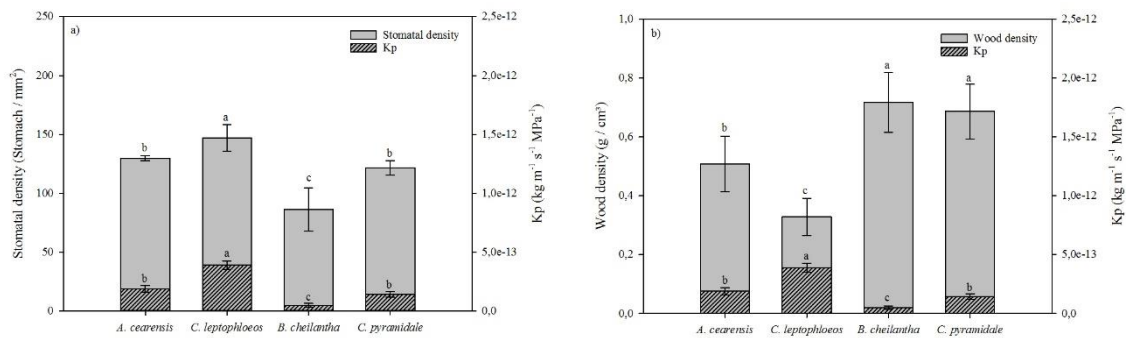 a)
Stomatal density
Kp
Stomatal density (Stomach / mm²)
250
200
150
100
50
0
b
a
c
b
b
a
c
b
2,5e-12
2,0e-12
1,5e-12
1,0e-12
5,0e-13
0,0
Kp (kg m⁻¹ s⁻¹ MPa⁻¹)
A. cearensis C. leptophloeos B. cheilantha C. pyramidale
b)
Wood density
Kp
Wood density (g / cm³)
1,0
0,8
0,6
0,4
0,2
0,0
b
c
a
a
b
a
c
b
2,5e-12
2,0e-12
1,5e-12
1,0e-12
5,0e-13
0,0
Kp (kg m⁻¹ s⁻¹ MPa⁻¹)
A. cearensis C. leptophloeos B. cheilantha C. pyramidale